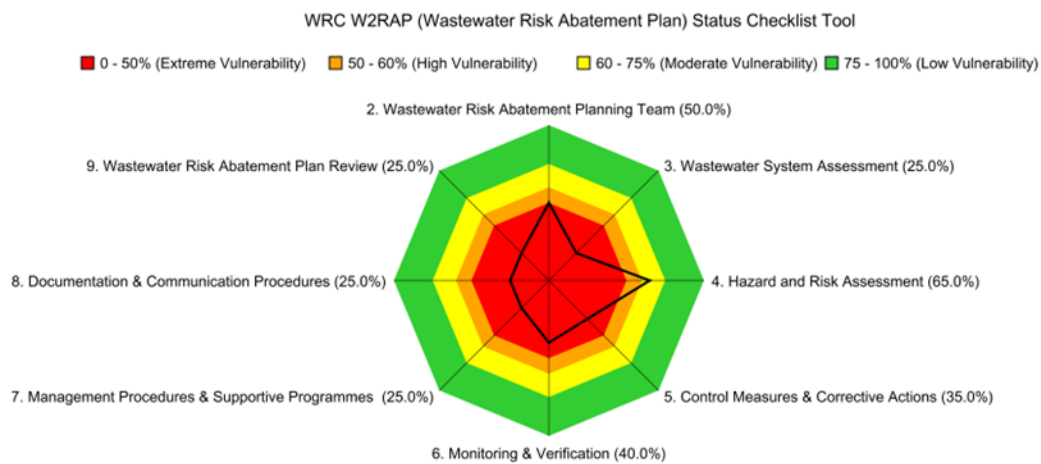 WRC W2RAP (Wastewater Risk Abatement Plan) Status Checklist Tool
0 - 50% (Extreme Vulnerability)
50 - 60% (High Vulnerability)
60 - 75% (Moderate Vulnerability)
75 - 100% (Low Vulnerability)
2. Wastewater Risk Abatement Planning Team (50.0%)
9. Wastewater Risk Abatement Plan Review (25.0%)
3. Wastewater System Assessment (25.0%)
8. Documentation & Communication Procedures (25.0%)
4. Hazard and Risk Assessment (65.0%)
7. Management Procedures & Supportive Programmes (25.0%)
5. Control Measures & Corrective Actions (35.0%)
6. Monitoring & Verification (40.0%)